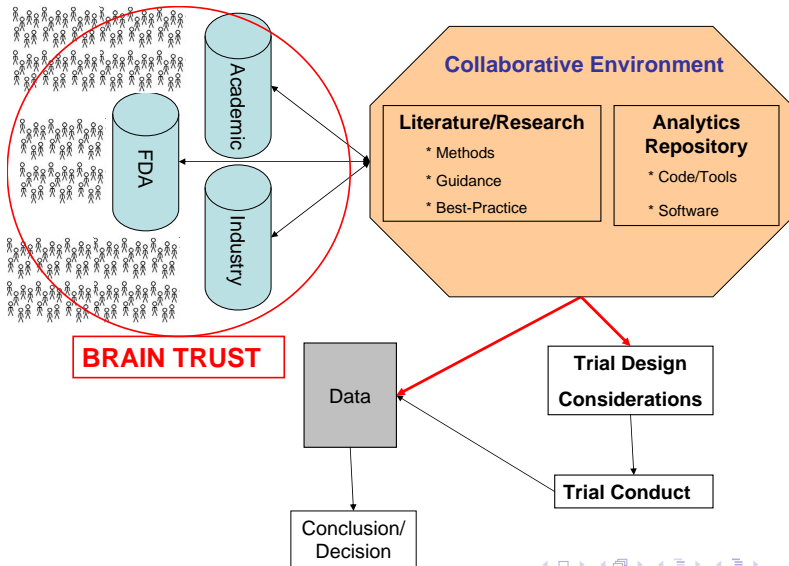 Academic
FDA
Industry
BRAIN TRUST
Collaborative Environment
Literature/Research
* Methods
* Guidance
* Best-Practice
Analytics
Repository
* Code/Tools
* Software
Data
Trial Design
Considerations
Trial Conduct
Conclusion/
Decision